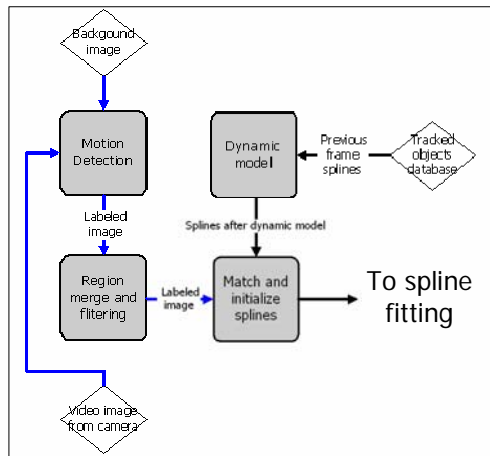 Backgound
image
Motion
Detection
Labeled
image
Region
merge and
flitering
Video image
from camera
Labeled
image
Dynamic
model
Previous
frame
splines
Tracked
objects
database
Splines after dynamic model
Match and
initialize
splines
To spline
fitting